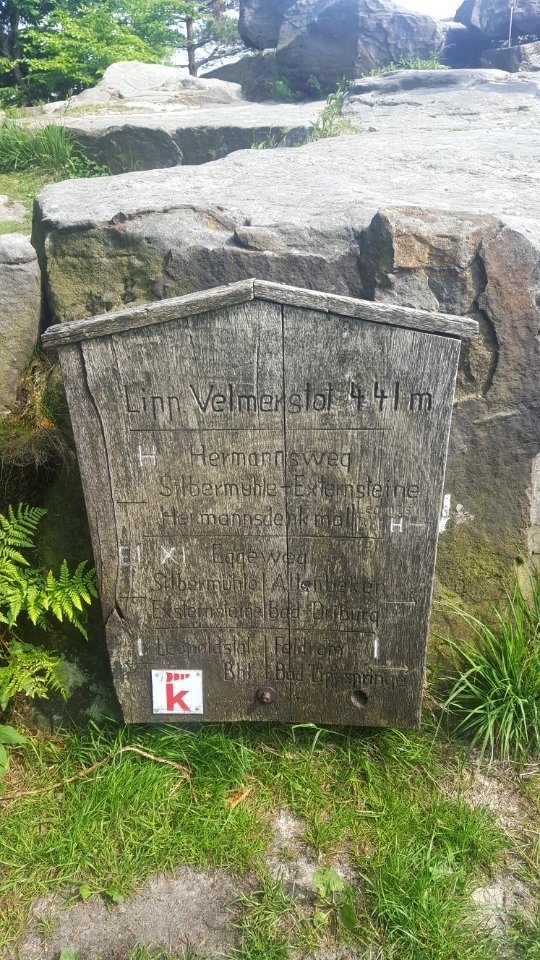 Lipp. Velmerstot 441 m
H Hermannsweg
Silbermühle-Externsteine
Hermannsdenkmal H
X Eggeweg
Silbermühle Altenbeken
Externsteine Bad Driburg
Leopoldstal Feldrom
Bhf. Bad Lippspringe
k